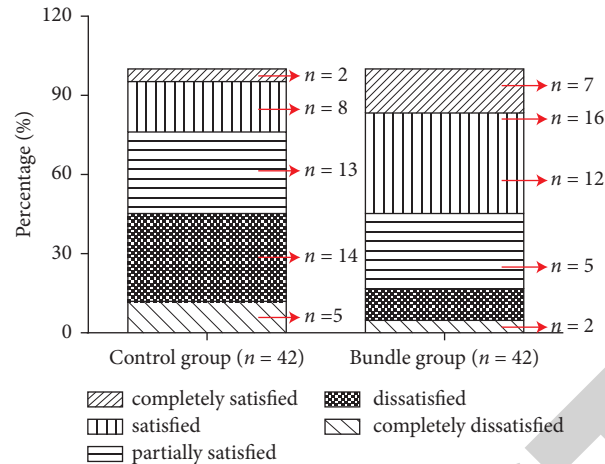 120
90
60
30
0
Percentage (%)
n = 2
n = 8
n = 13
n = 14
n =5
n = 7
n = 16
n = 12
n = 5
n = 2
Control group (n = 42)
Bundle group (n = 42)
completely satisfied
satisfied
partially satisfied
dissatisfied
completely dissatisfied